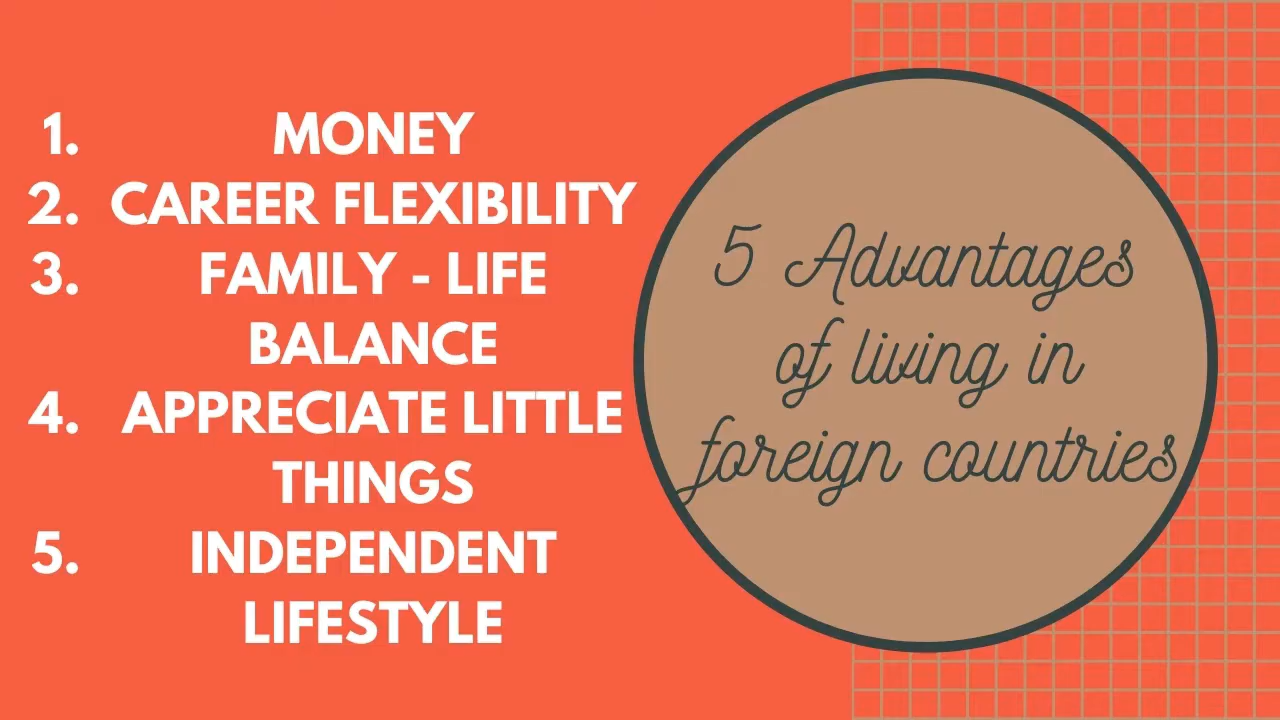 1. MONEY
2. CAREER FLEXIBILITY
3. FAMILY - LIFE
BALANCE
4. APPRECIATE LITTLE
THINGS
5. INDEPENDENT
LIFESTYLE
5 Advantages
of living in
foreign countries